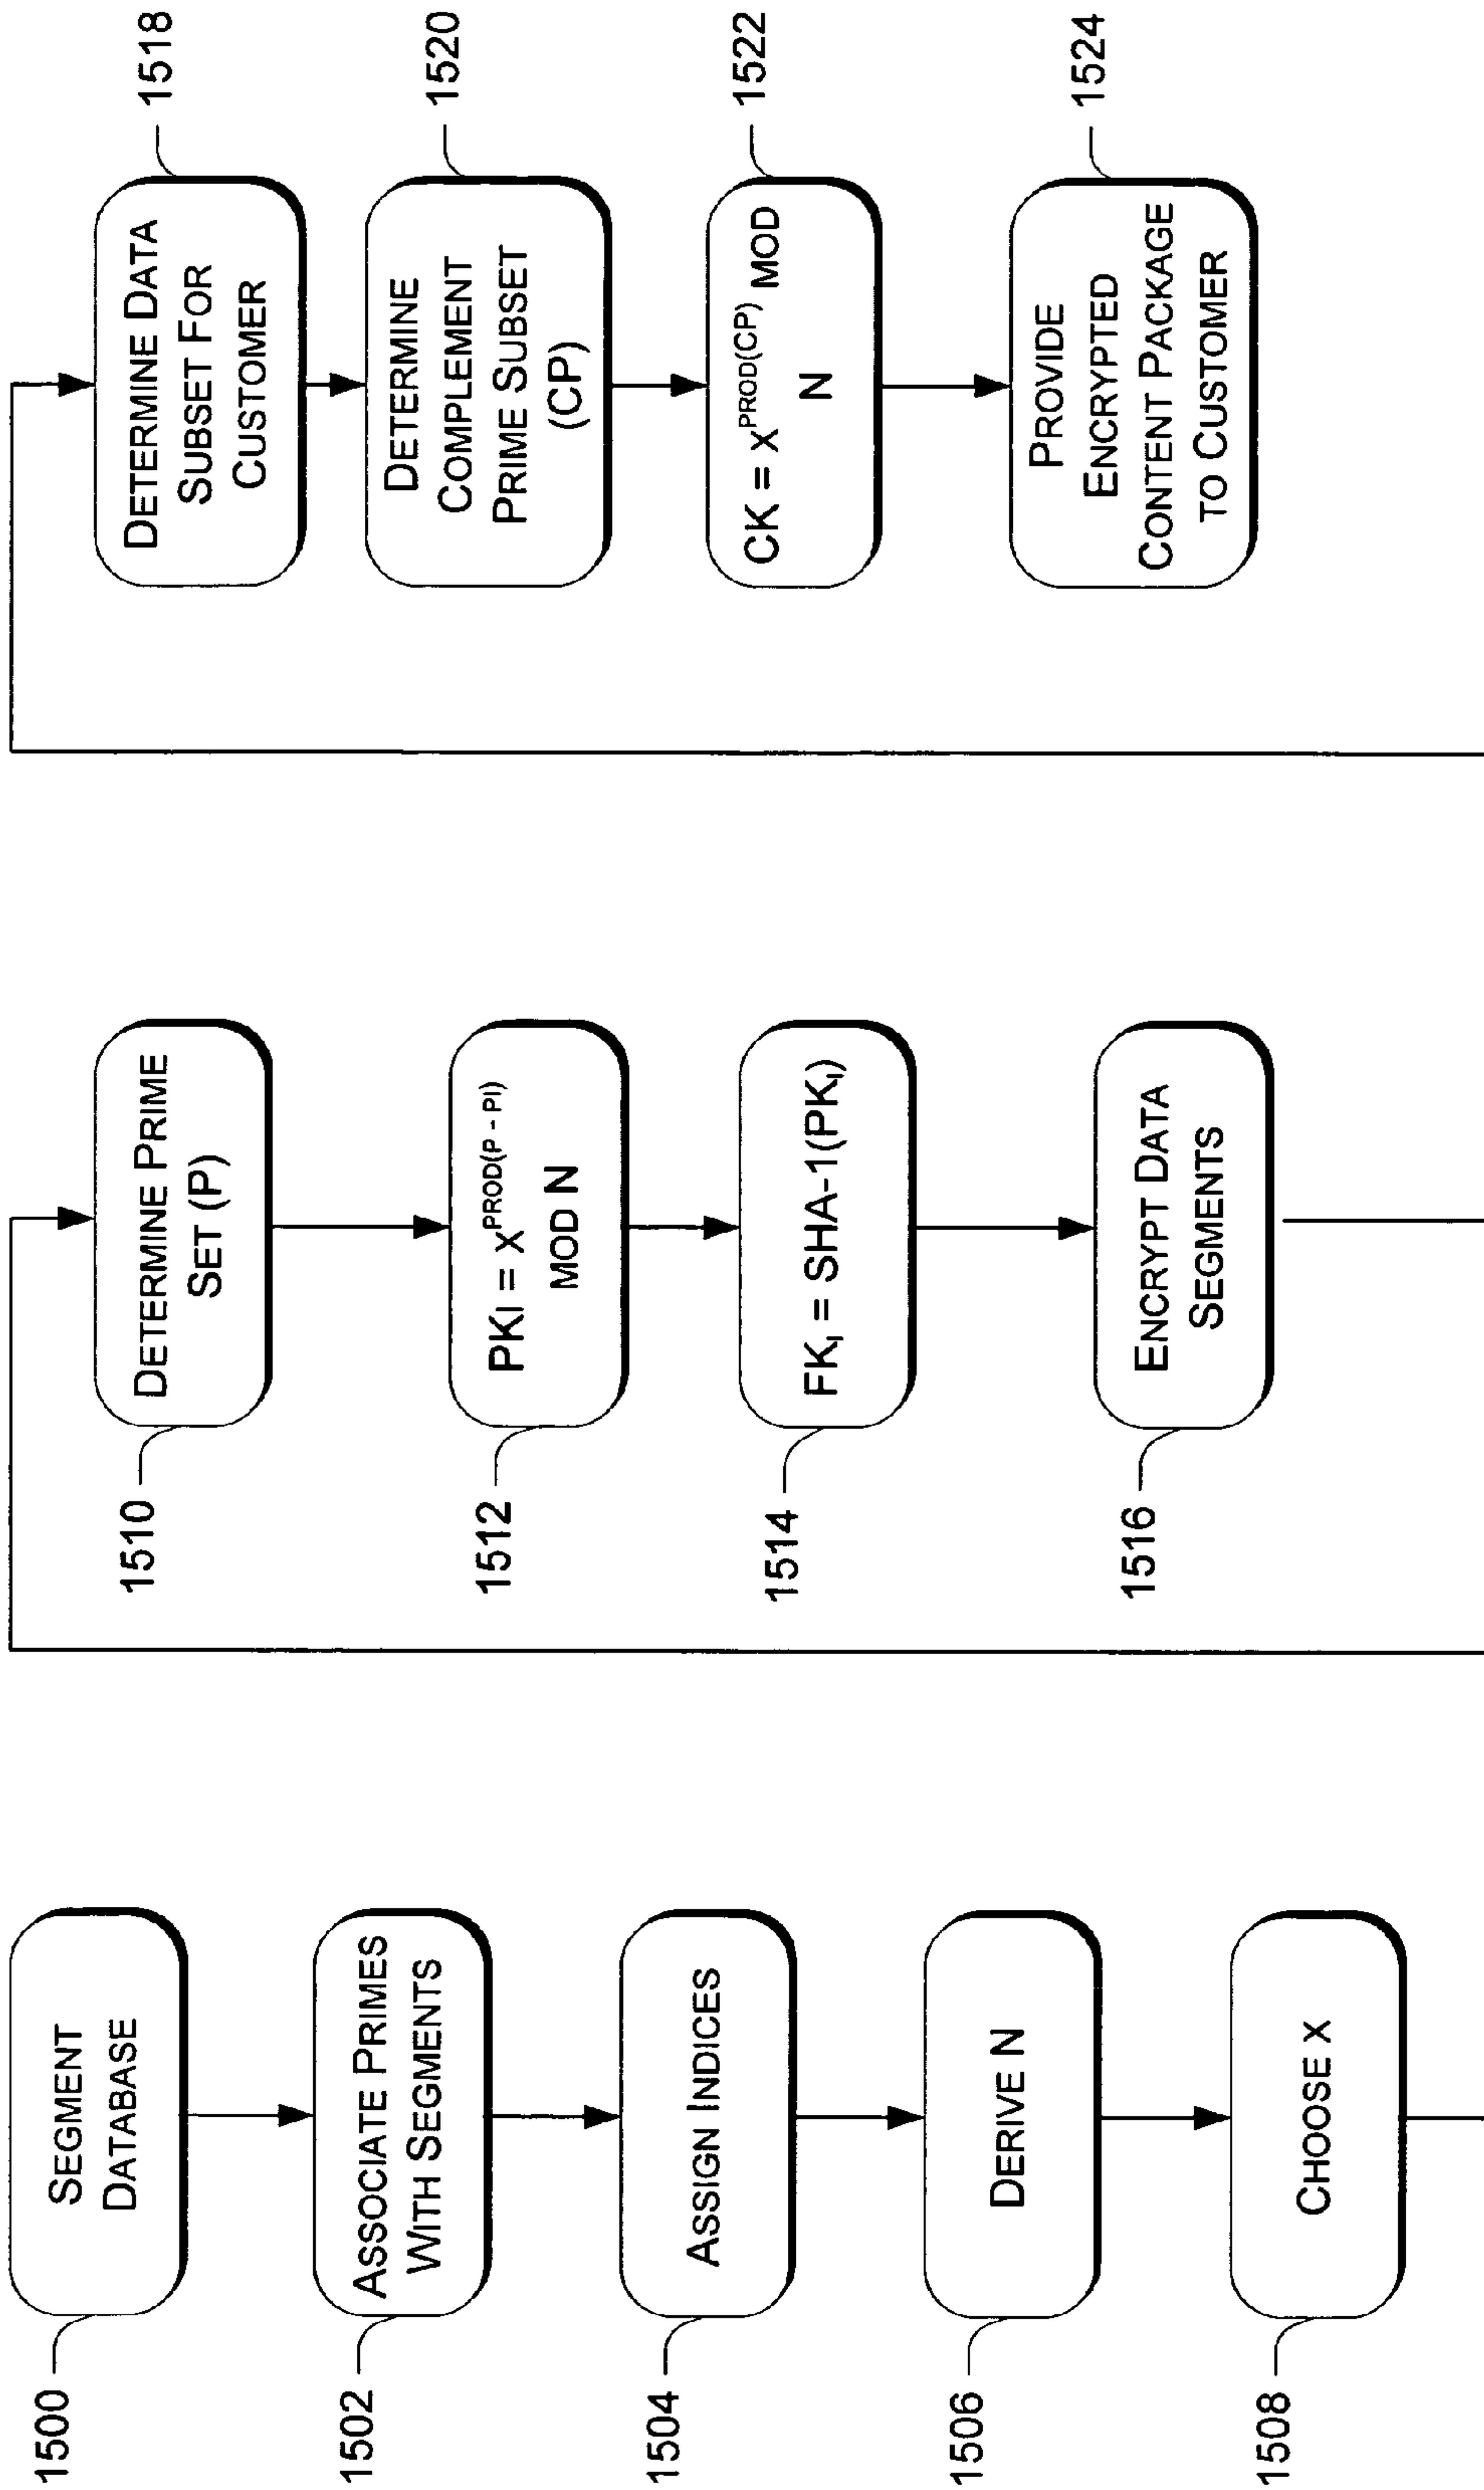 1500
SEGMENT
DATABASE
1502
ASSOCIATE PRIMES
WITH SEGMENTS
1504
ASSIGN INDICES
1506
DERIVE N
1508
CHOOSE X
1510
DETERMINE PRIME
SET (P)
1512
PKI = X^PROD(P - PI)
MOD N
1514
FKI = SHA-1(PKI)
1516
ENCRYPT DATA
SEGMENTS
DETERMINE DATA
SUBSET FOR
CUSTOMER
1518
DETERMINE
COMPLEMENT
PRIME SUBSET
(CP)
1520
CK = X^PROD(CP) MOD
N
1522
PROVIDE
ENCRYPTED
CONTENT PACKAGE
TO CUSTOMER
1524